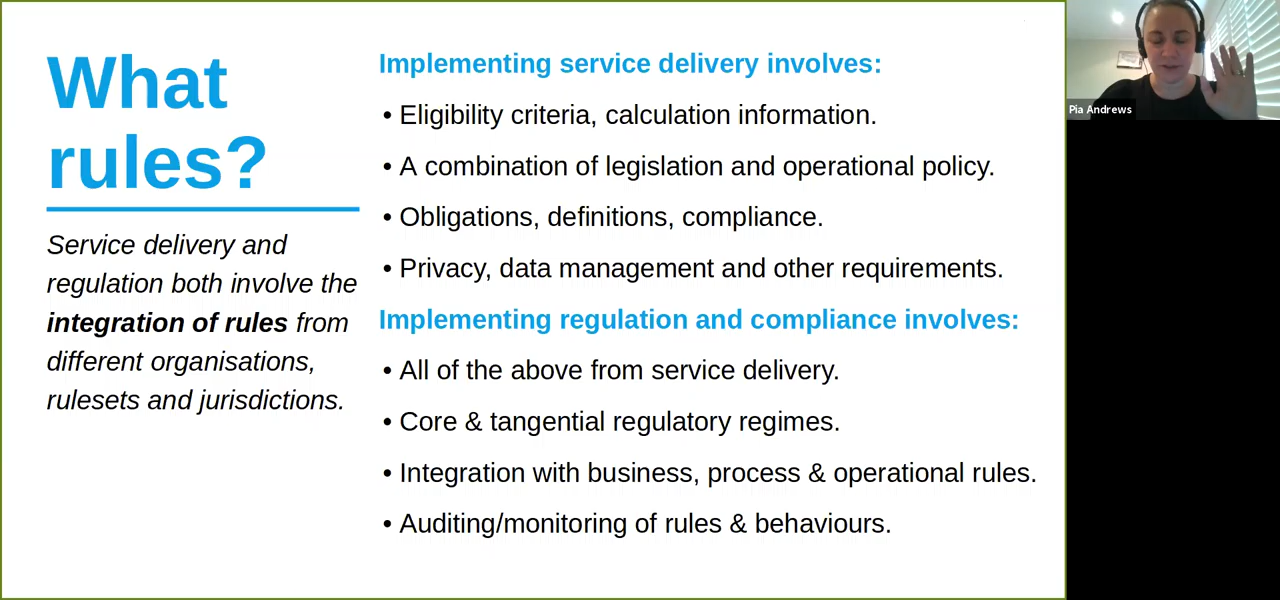 What
rules?
Service delivery and
regulation both involve the
integration of rules from
different organisations,
rulesets and jurisdictions.
Implementing service delivery involves:
• Eligibility criteria, calculation information.
• A combination of legislation and operational policy.
• Obligations, definitions, compliance.
• Privacy, data management and other requirements.
Implementing regulation and compliance involves:
• All of the above from service delivery.
• Core & tangential regulatory regimes.
• Integration with business, process & operational rules.
• Auditing/monitoring of rules & behaviours.
Pia Andrews